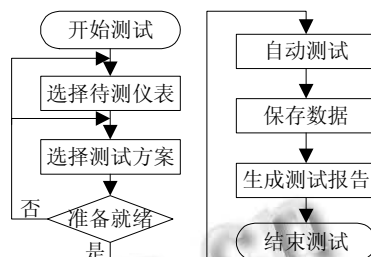 开始测试
选择待测仪表
选择测试方案
准备就绪
否
是
自动测试
保存数据
生成测试报告
结束测试